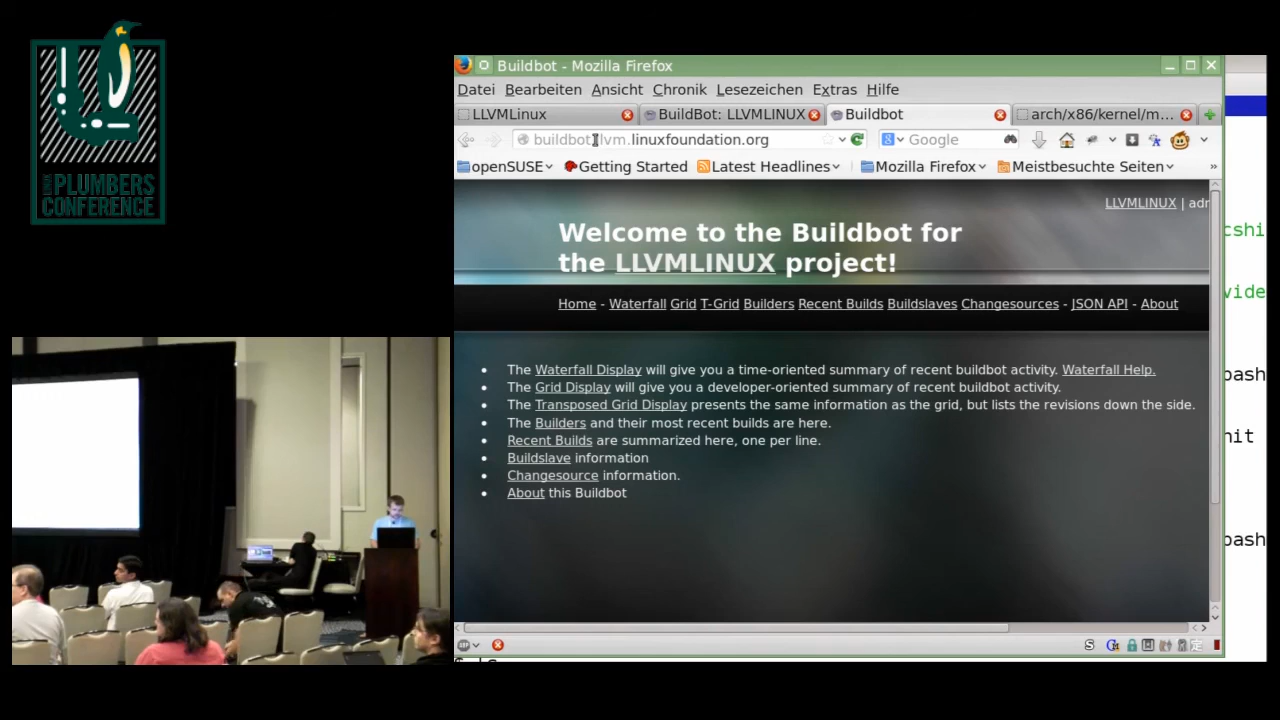 LINUX
PLUMBERS
CONFERENCE
Buildbot - Mozilla Firefox
Datei Bearbeiten Ansicht Chronik Lesezeichen Extras Hilfe
LLVMLinux
BuildBot: LLVMLINUX
Buildbot
arch/x86/kernel/m...
linuxfoundation.org
Google
openSUSE Getting Started Latest Headlines Mozilla Firefox Meistbesuchte Seiten »
LLVMLINUX | adr
Welcome to the Buildbot for
the LLVMLINUX project!
Home - Waterfall Grid T-Grid Builders Recent Builds Buildslaves Changesources - JSON API - About
• The Waterfall Display will give you a time-oriented summary of recent buildbot activity. Waterfall Help.
• The Grid Display will give you a developer-oriented summary of recent buildbot activity.
• The Transposed Grid Display presents the same information as the grid, but lists the revisions down the side.
• The Builders and their most recent builds are here.
• Recent Builds are summarized here, one per line.
• Buildslave information
• Changesource information.
• About this Buildbot
cshi
vide
bash
nit
bash